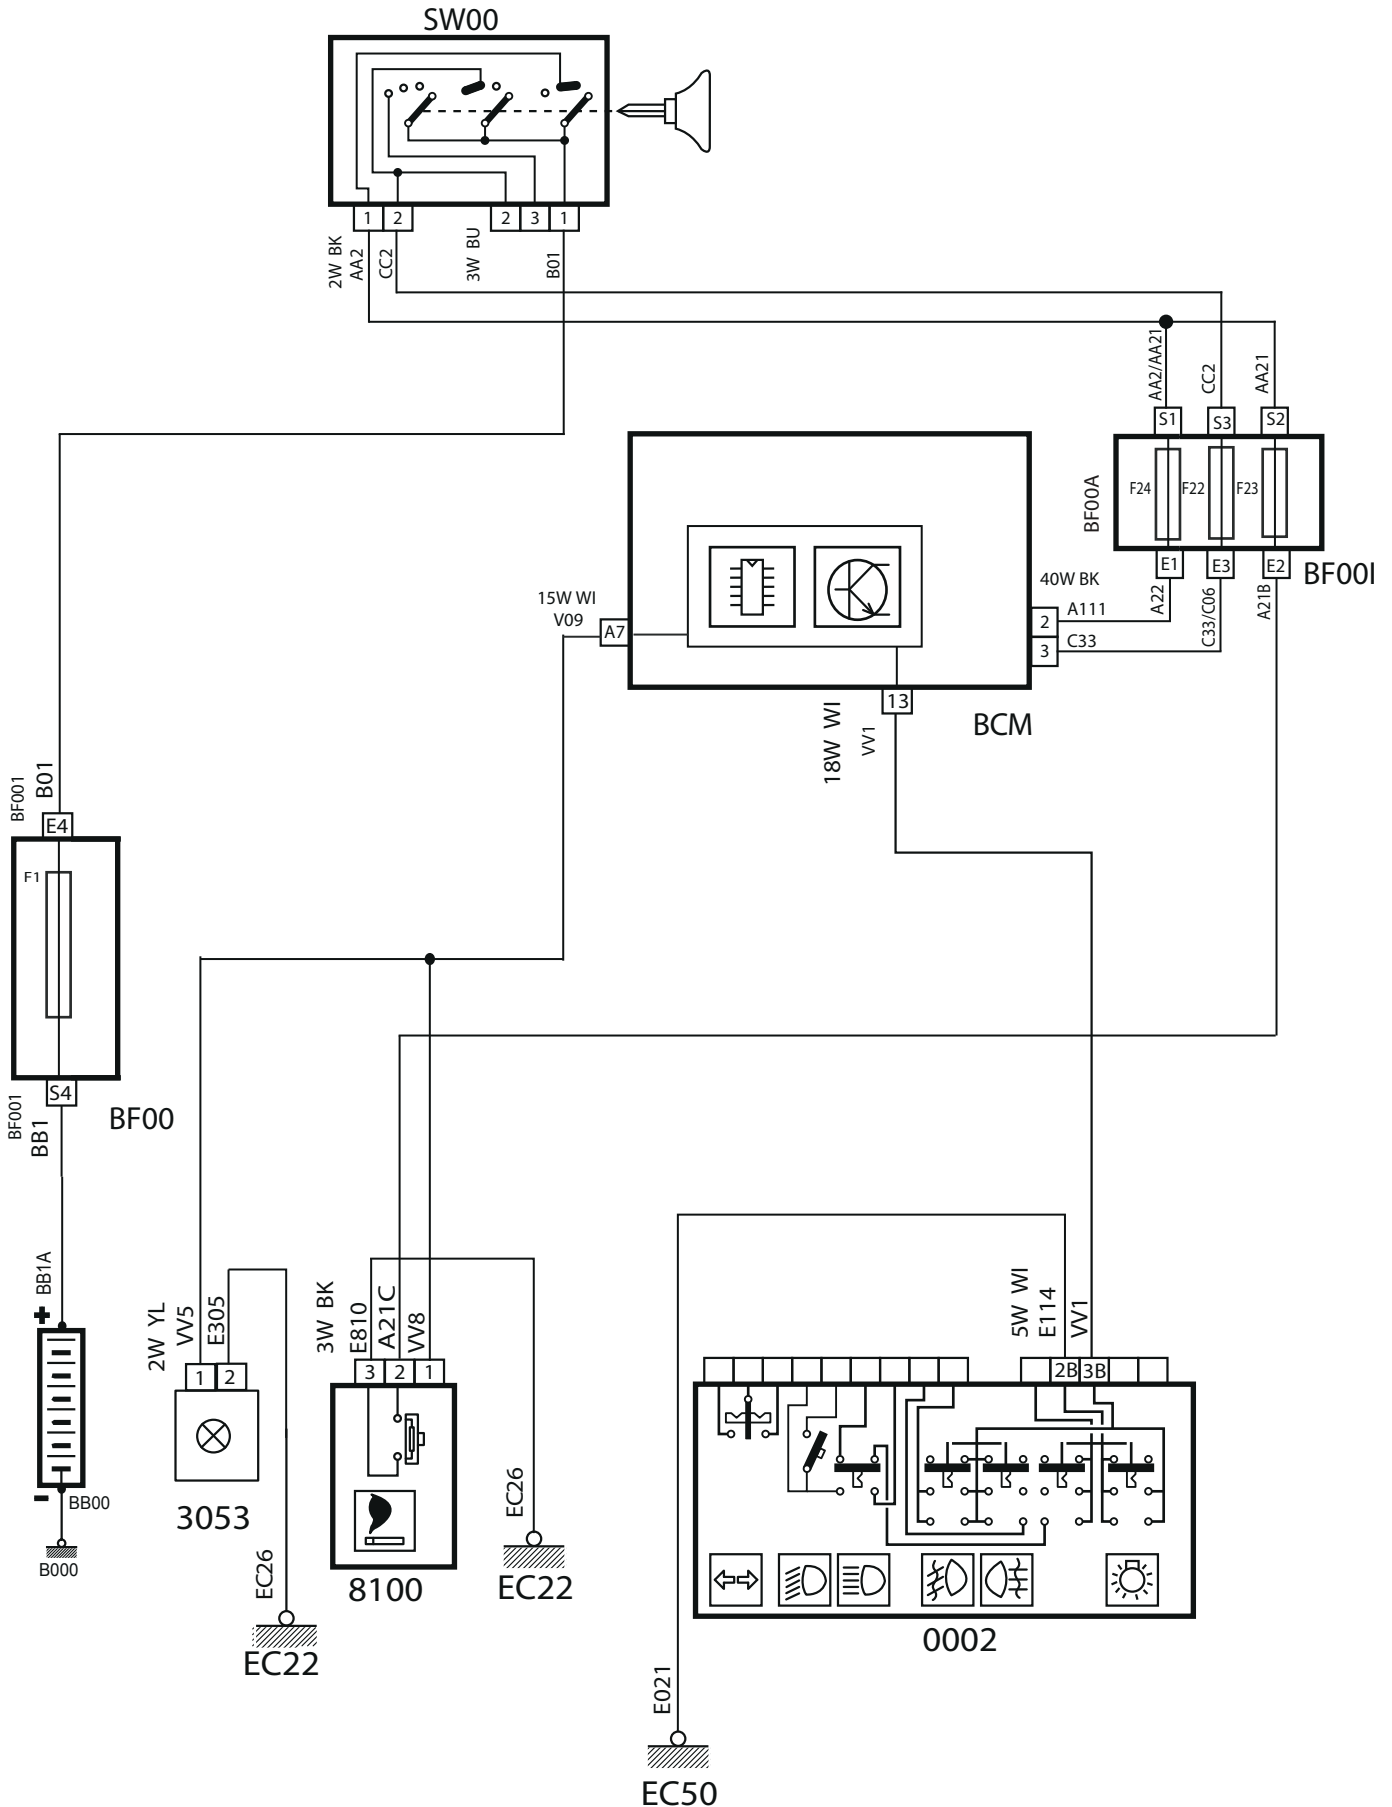 SW00
1 2 2 3 1
2W BK
AA2
CC2
3W BU
B01
AA2/AA21
CC2
AA21
S1 S3 S2
F24 F22 F23
BF00A
E1 E3 E2
BF00I
A22
C33/C06
A21B
40W BK
A111
2
C33
3
15W WI
V09
A7
13
BCM
18W WI
VV1
BF001
B01
E4
F1
S4
BF001
BB1
BF00
BB1A
+
-
BB00
B000
2W YL
VV5
E305
1 2
3053
EC26
EC22
3W BK
E810
A21C
VV8
3 2 1
8100
EC26
EC22
5W WI
E114
VV1
2B 3B
0002
E021
EC50